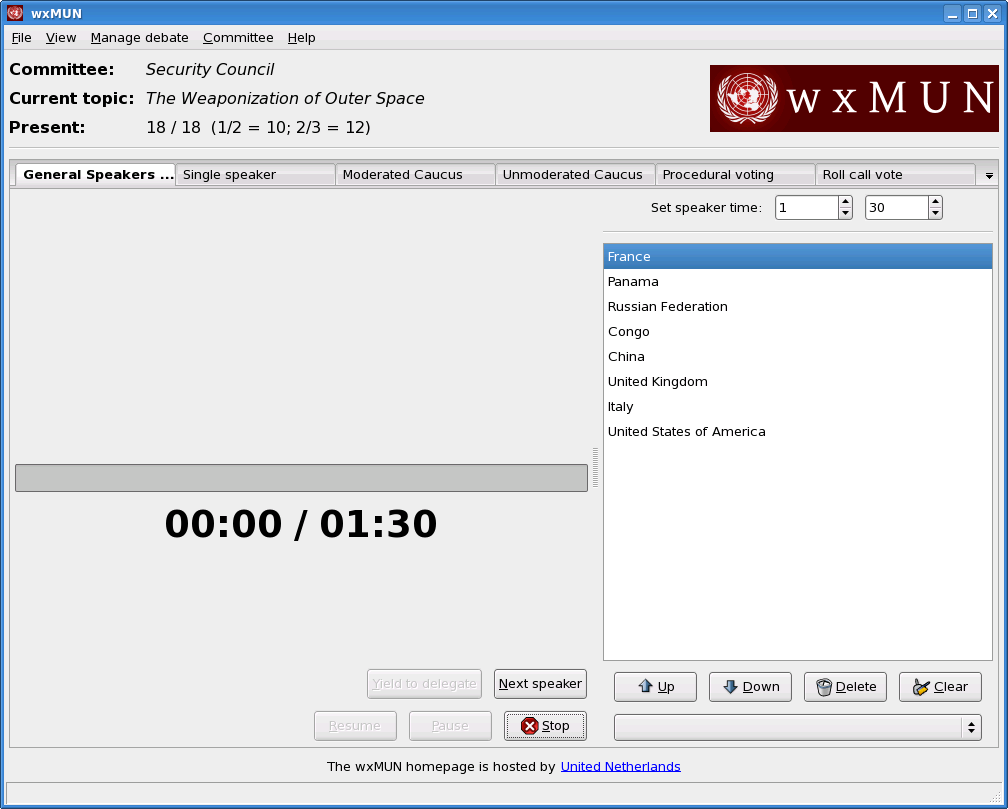 wxMUN
File View Manage debate Committee Help
Committee: Security Council
Current topic: The Weaponization of Outer Space
Present: 18 / 18 (1/2 = 10; 2/3 = 12)
wxMUN
General Speakers ... Single speaker Moderated Caucus Unmoderated Caucus Procedural voting Roll call vote
Set speaker time: 1 30
France
Panama
Russian Federation
Congo
China
United Kingdom
Italy
United States of America
00:00 / 01:30
Yield to delegate Next speaker
Up Down Delete Clear
Resume Pause Stop
The wxMUN homepage is hosted by United Netherlands